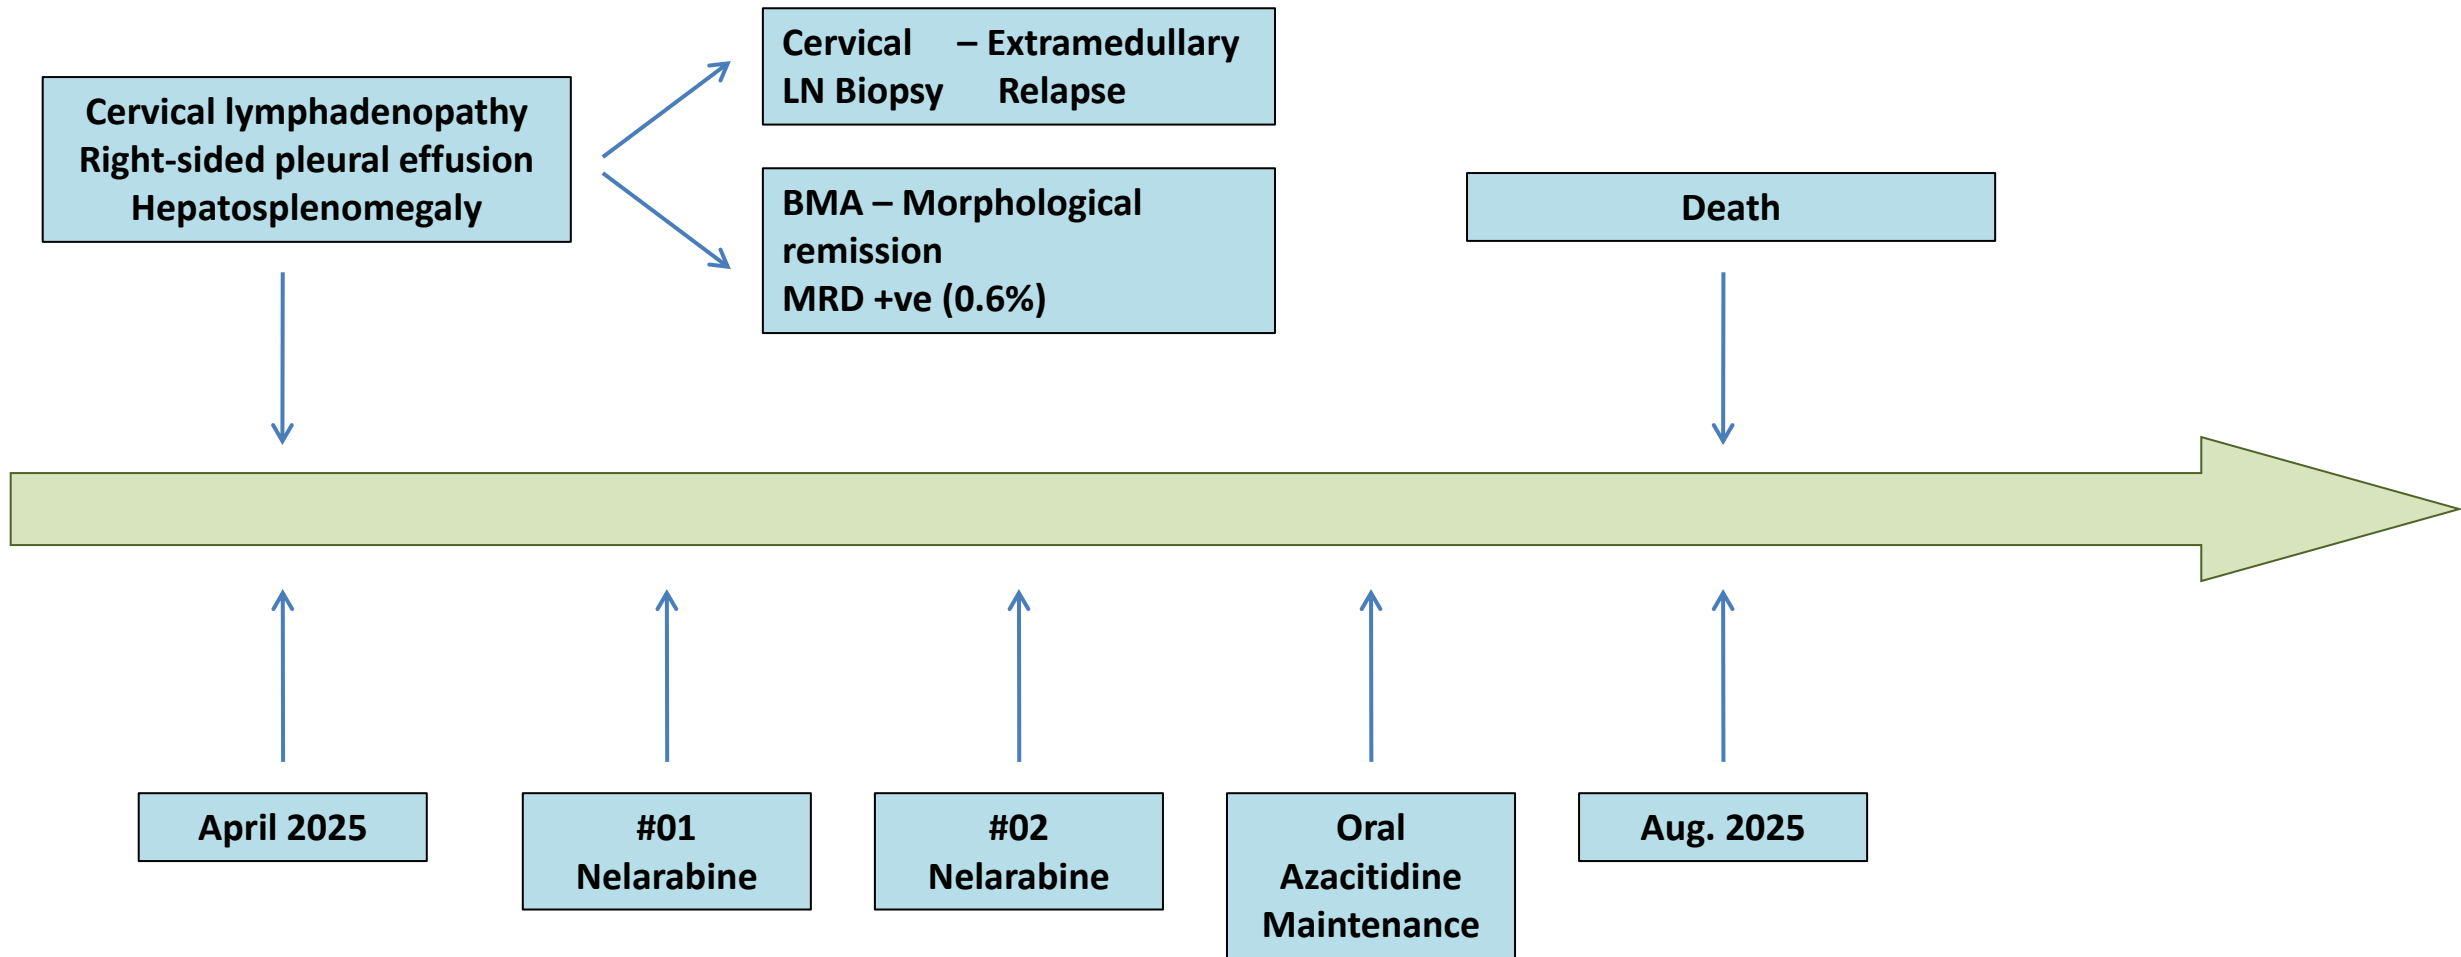 Cervical lymphadenopathy
Right-sided pleural effusion
Hepatosplenomegaly
Cervical – Extramedullary
LN Biopsy Relapse
BMA – Morphological
remission
MRD +ve (0.6%)
Death
April 2025
#01
Nelarabine
#02
Nelarabine
Oral
Azacitidine
Maintenance
Aug. 2025